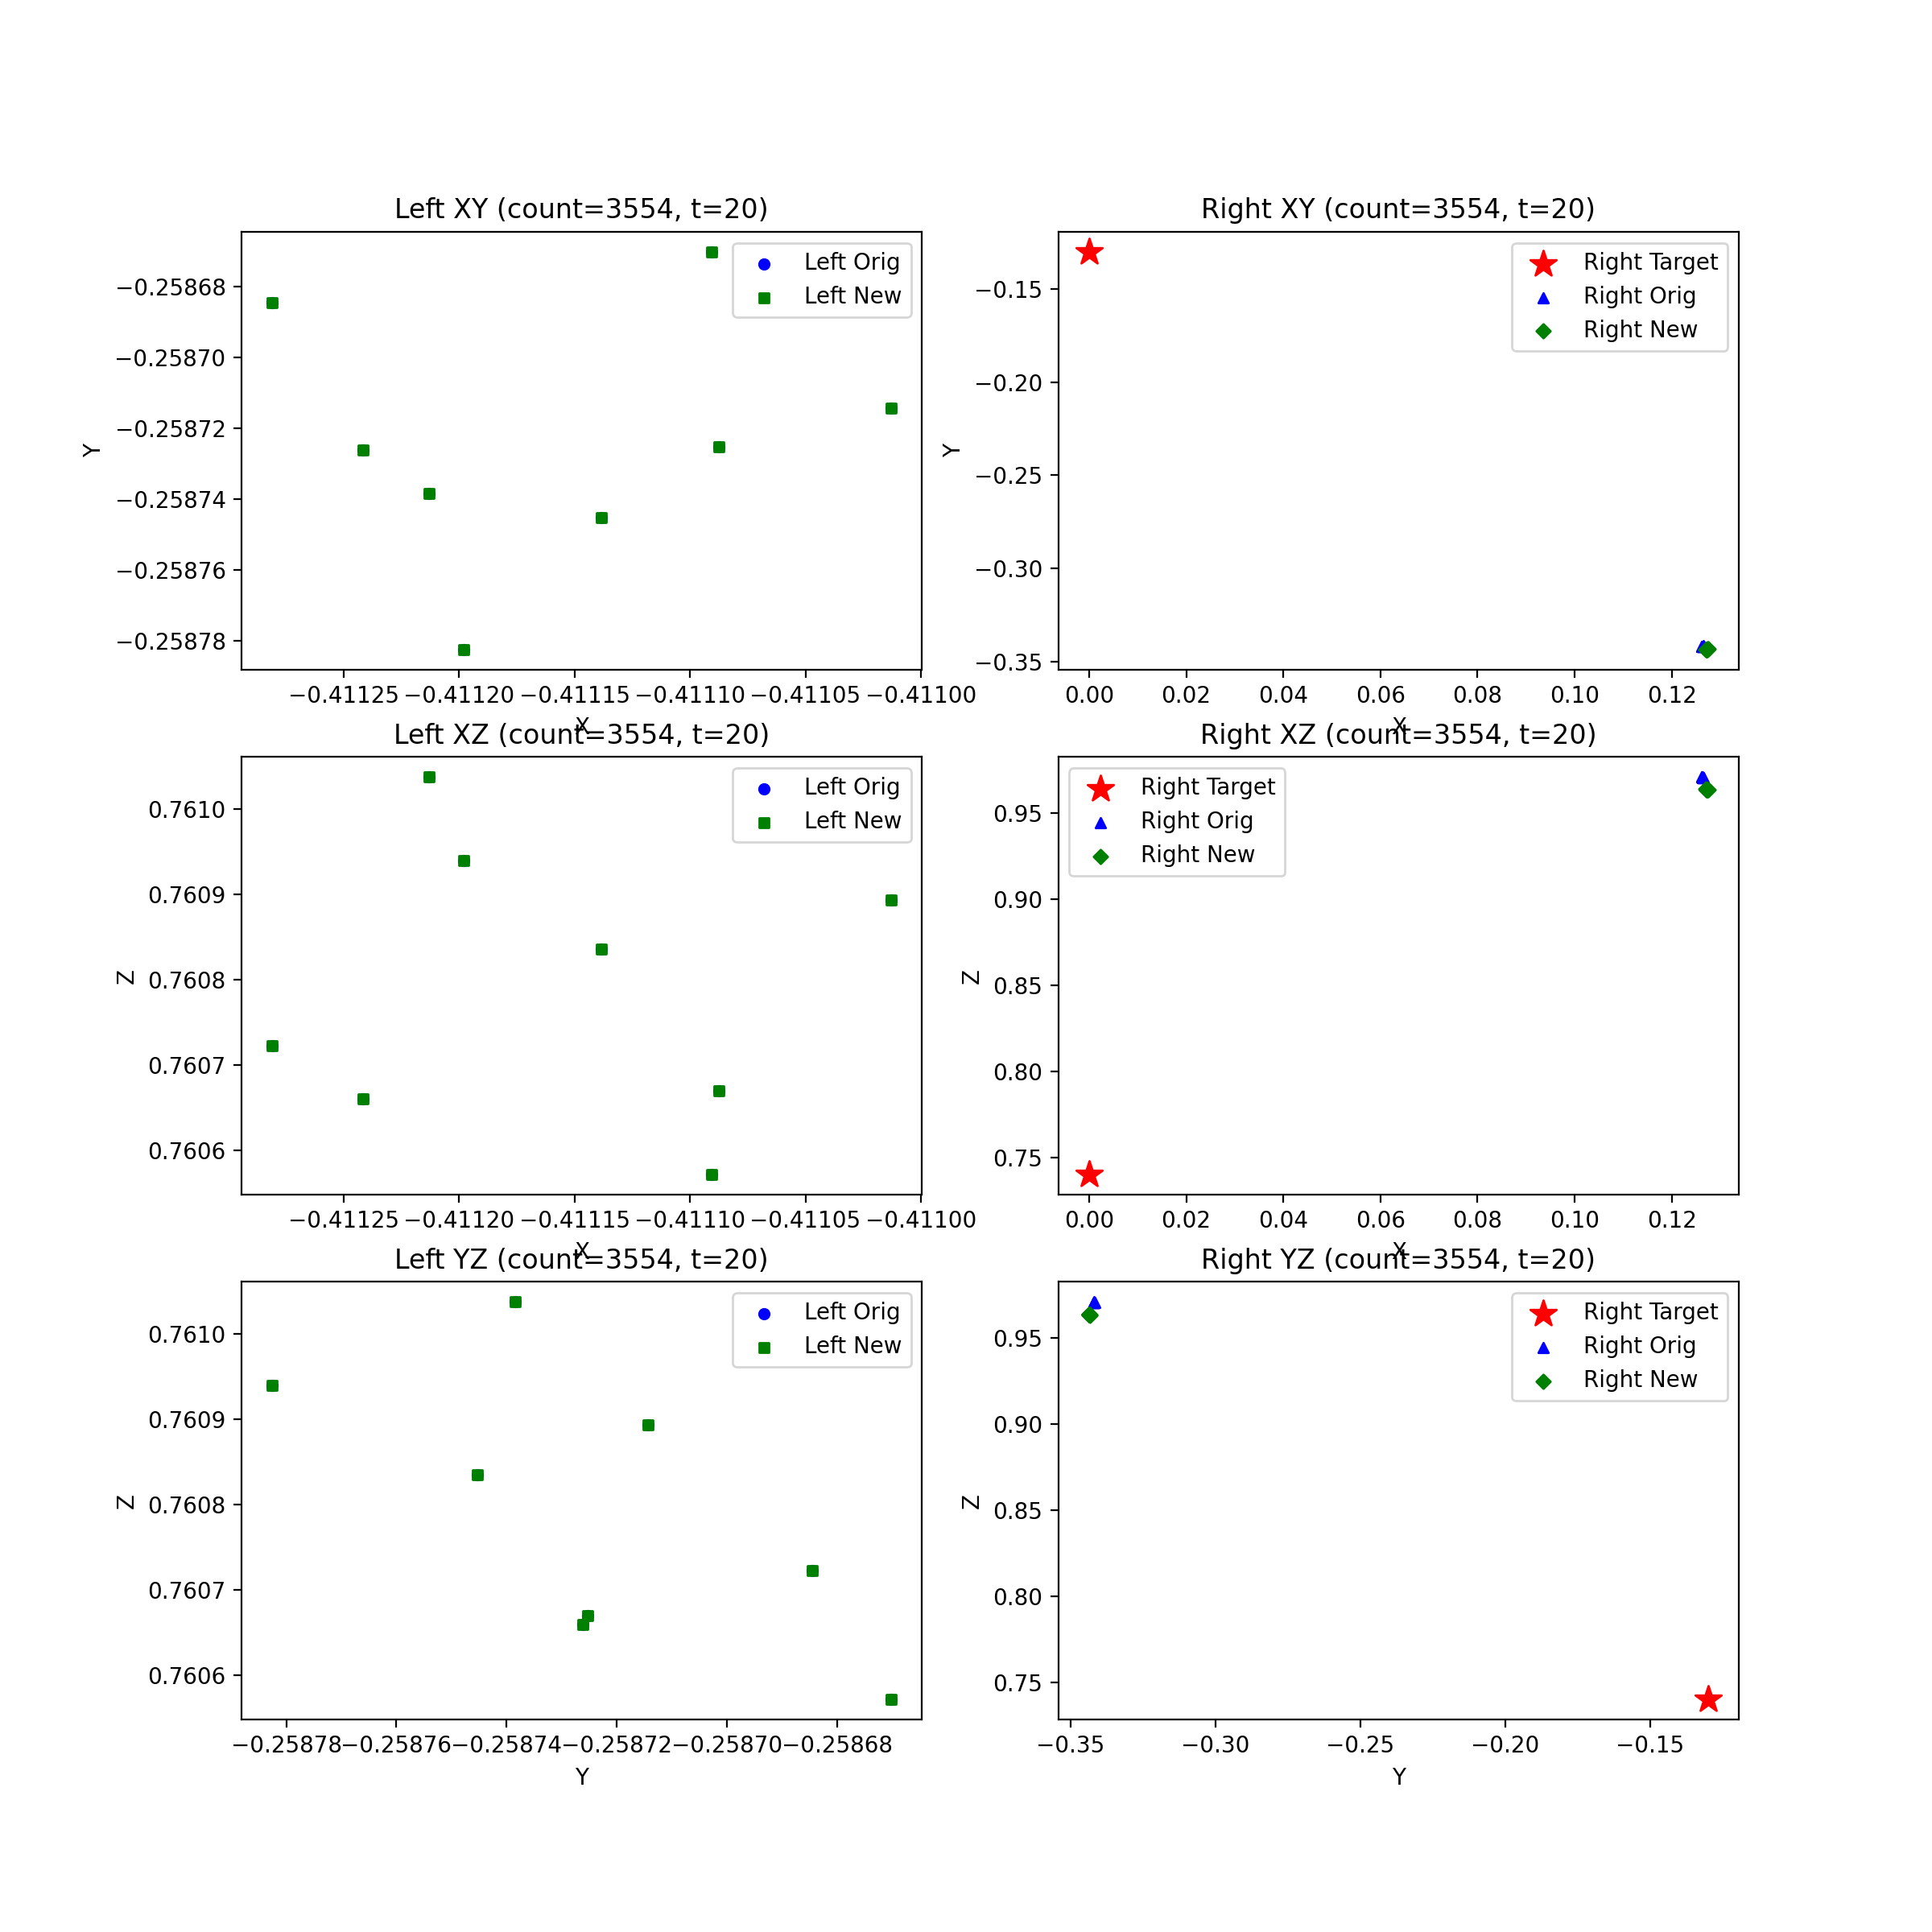 Left XY (count=3554, t=20)
Left Orig
Left New
Y
−0.25868
−0.25870
−0.25872
−0.25874
−0.25876
−0.25878
−0.41125 −0.41120 −0.41115 −0.41110 −0.41105 −0.41100
X
Right XY (count=3554, t=20)
Right Target
Right Orig
Right New
Y
−0.15
−0.20
−0.25
−0.30
−0.35
0.00 0.02 0.04 0.06 0.08 0.10 0.12
X
Left XZ (count=3554, t=20)
Left Orig
Left New
Z
0.7610
0.7609
0.7608
0.7607
0.7606
−0.41125 −0.41120 −0.41115 −0.41110 −0.41105 −0.41100
X
Right XZ (count=3554, t=20)
Right Target
Right Orig
Right New
Z
0.95
0.90
0.85
0.80
0.75
0.00 0.02 0.04 0.06 0.08 0.10 0.12
X
Left YZ (count=3554, t=20)
Left Orig
Left New
Z
0.7610
0.7609
0.7608
0.7607
0.7606
−0.25878 −0.25876 −0.25874 −0.25872 −0.25870 −0.25868
Y
Right YZ (count=3554, t=20)
Right Target
Right Orig
Right New
Z
0.95
0.90
0.85
0.80
0.75
−0.35 −0.30 −0.25 −0.20 −0.15
Y